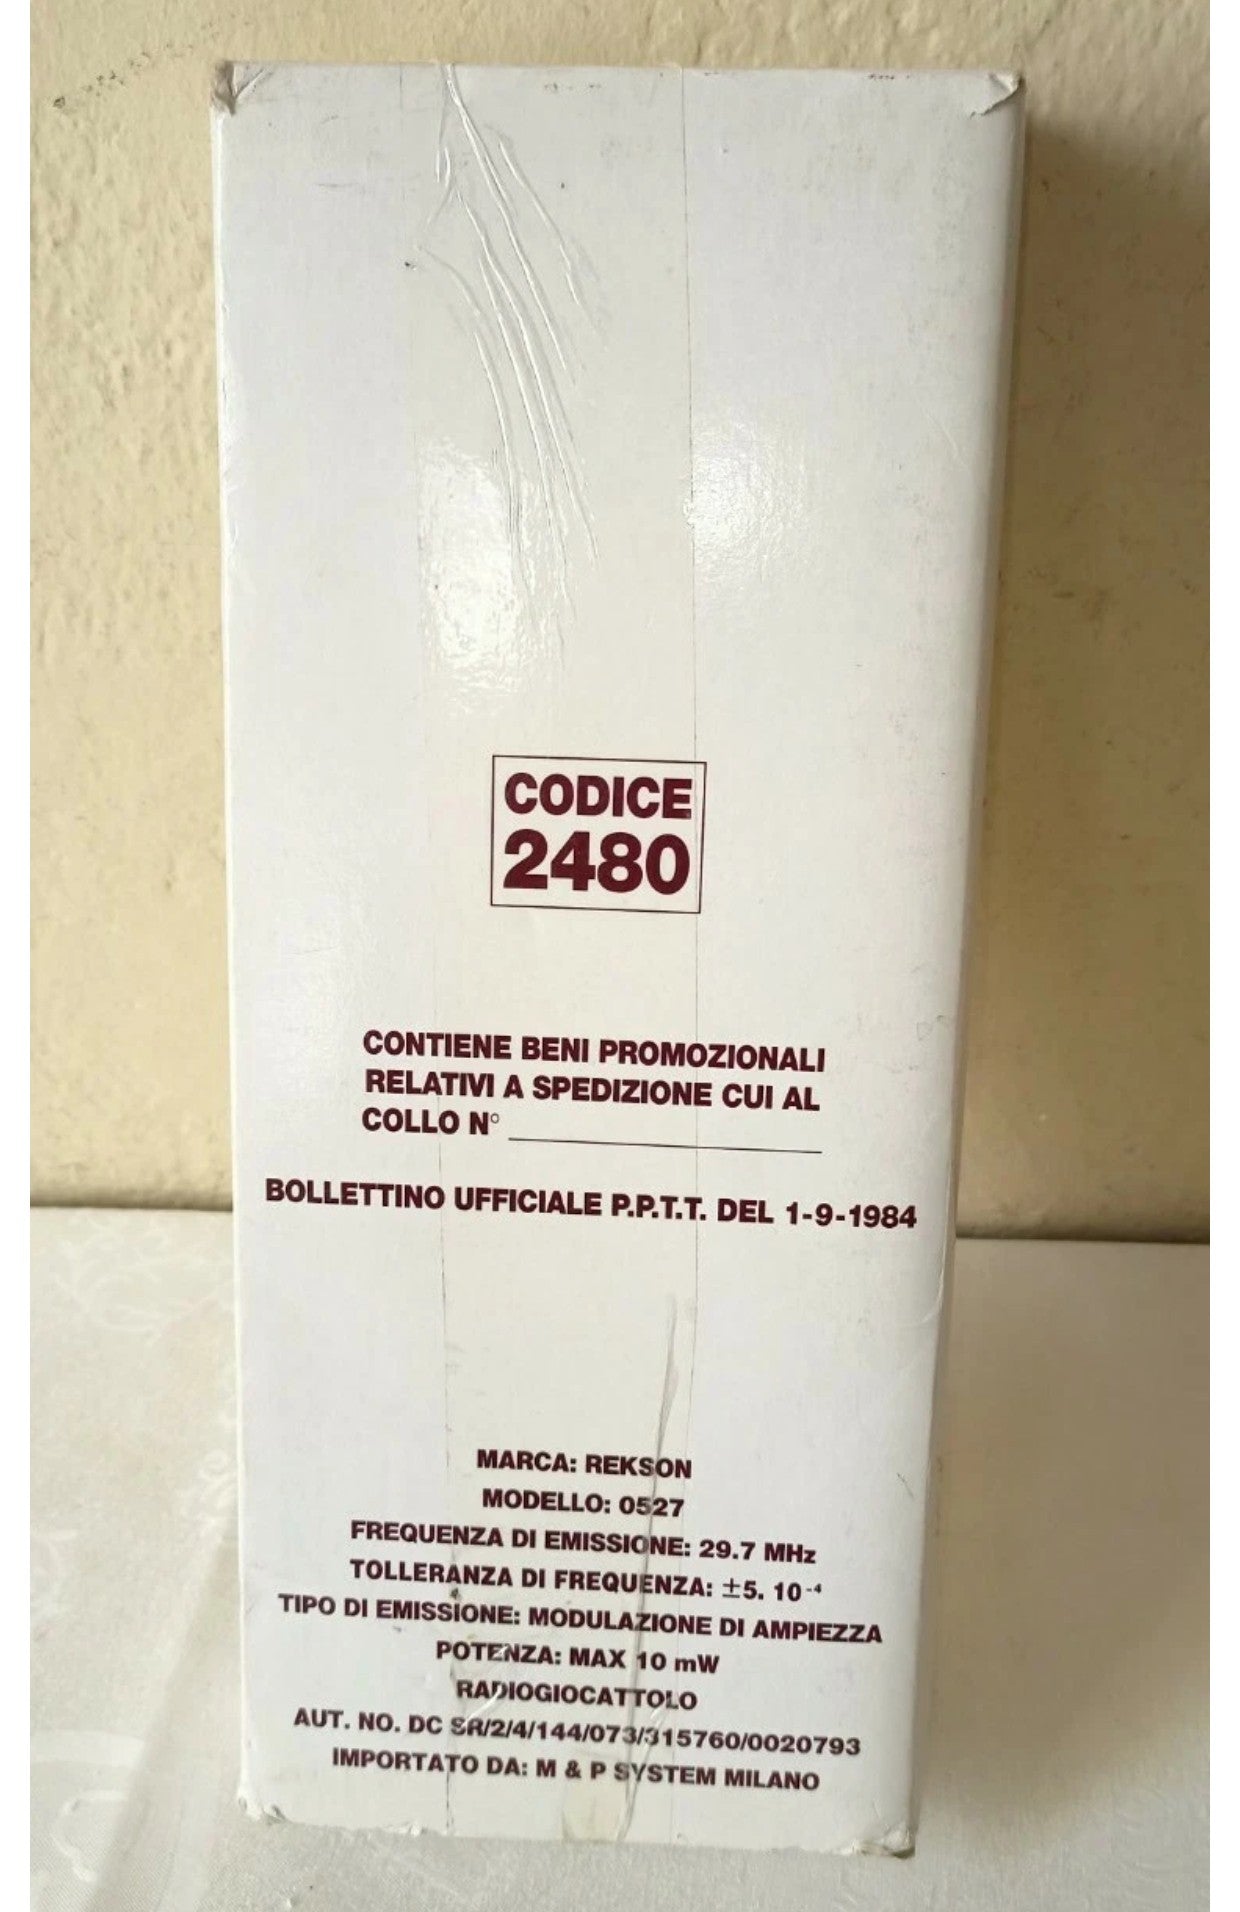 CODICE
2480
CONTIENE BENI PROMOZIONALI
RELATIVI A SPEDIZIONE CUI AL
COLLO N° ____________________
BOLLETTINO UFFICIALE P.P.T.T. DEL 1-9-1984
MARCA: REKSON
MODELLO: 0527
FREQUENZA DI EMISSIONE: 29.7 MHz
TOLLERANZA DI FREQUENZA: ±5. 10⁻⁴
TIPO DI EMISSIONE: MODULAZIONE DI AMPIEZZA
POTENZA: MAX 10 mW
RADIOGIOCATTOLO
AUT. NO. DC SR/2/4/144/073/315760/0020793
IMPORTATO DA: M & P SYSTEM MILANO